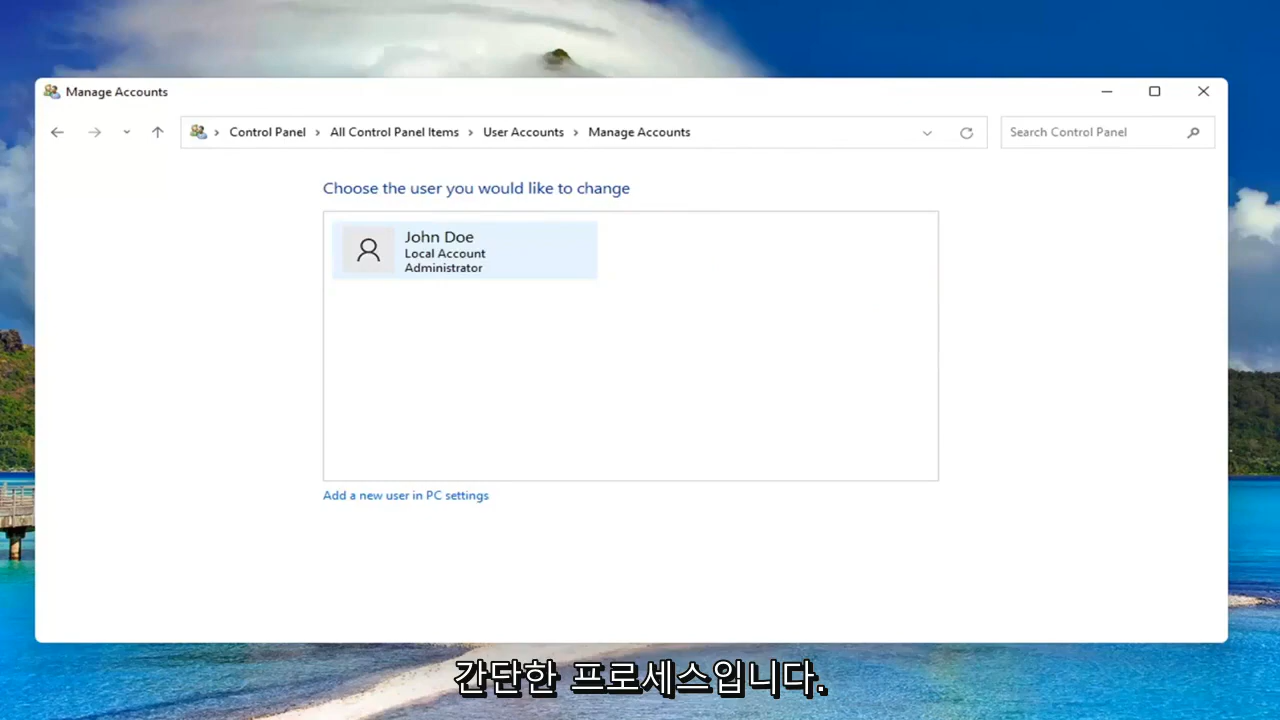 Manage Accounts
Control Panel > All Control Panel Items > User Accounts > Manage Accounts
Search Control Panel
Choose the user you would like to change
John Doe
Local Account
Administrator
Add a new user in PC settings
간단한 프로세스입니다.